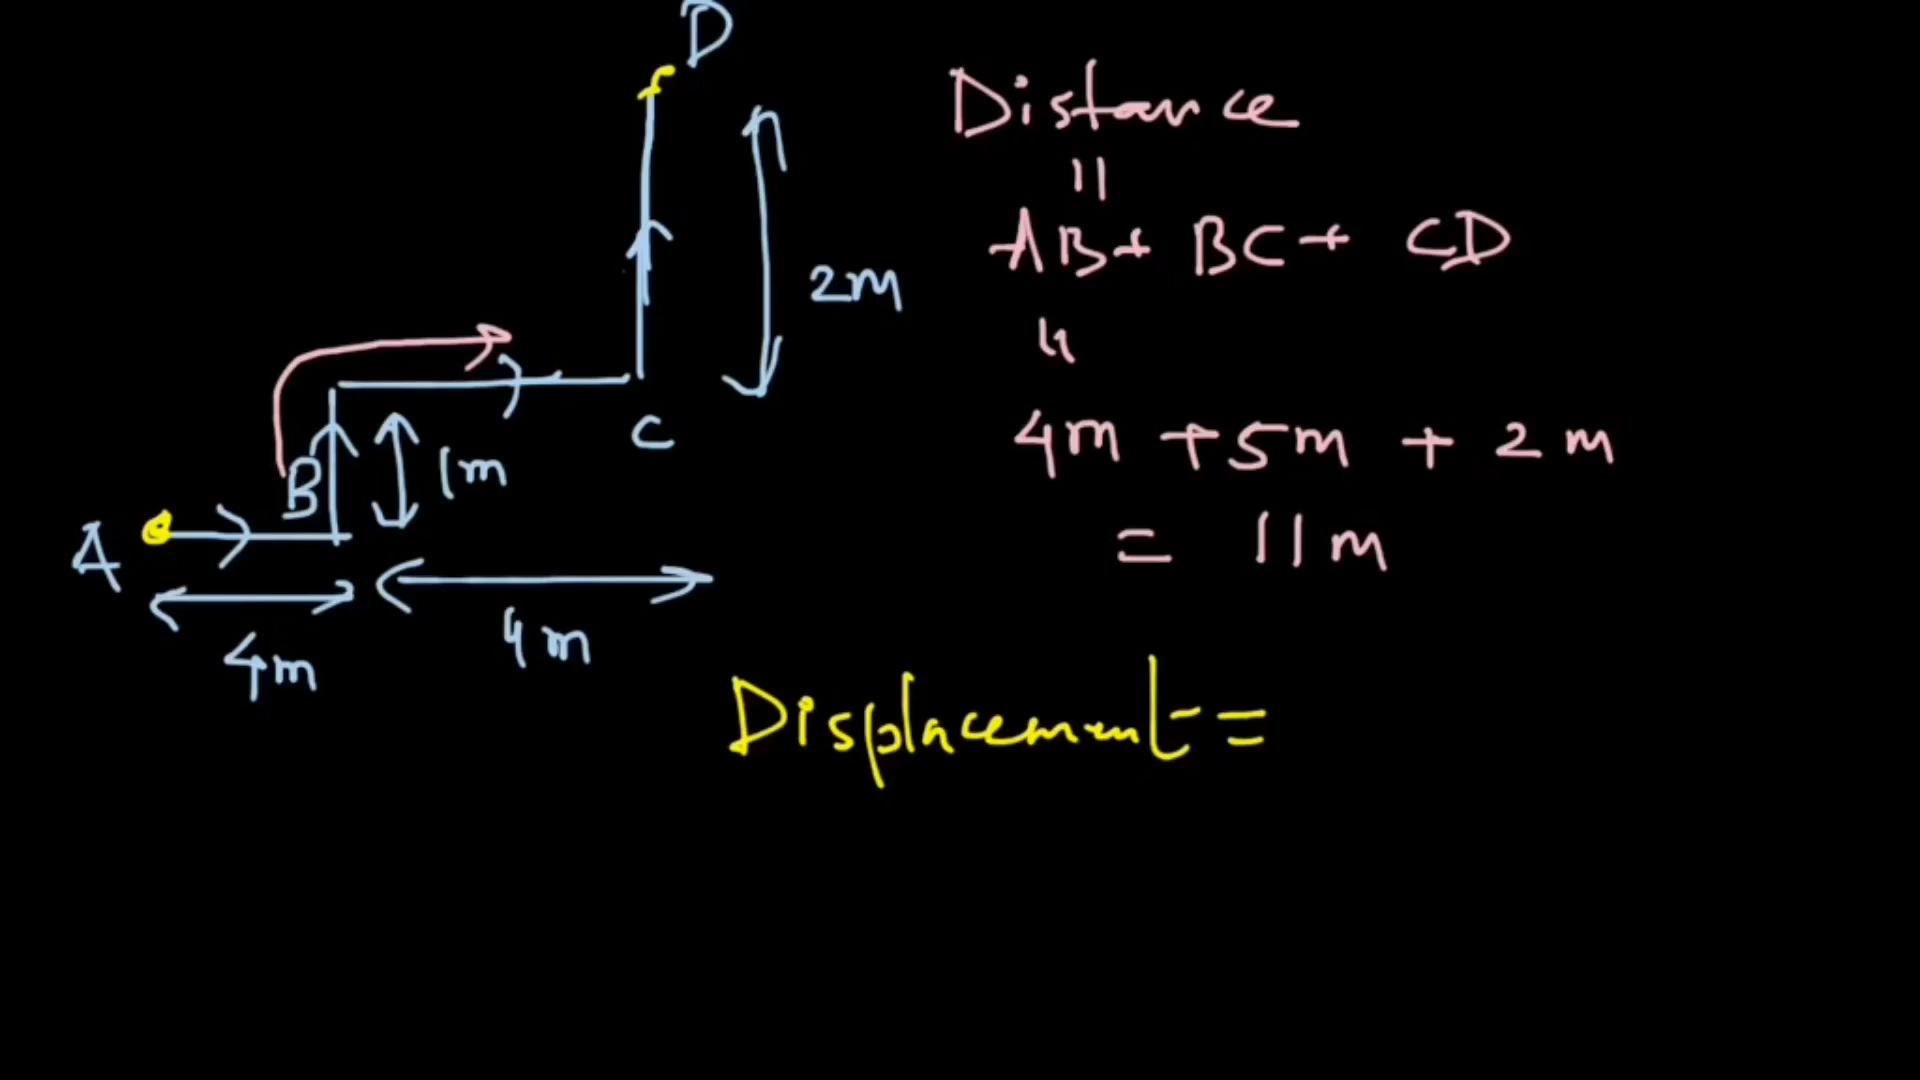 D
Distance
||
AB + BC + CD
2m
||
C
4m + 5m + 2m
B
1m
A
= 11m
4m
4m
Displacement =